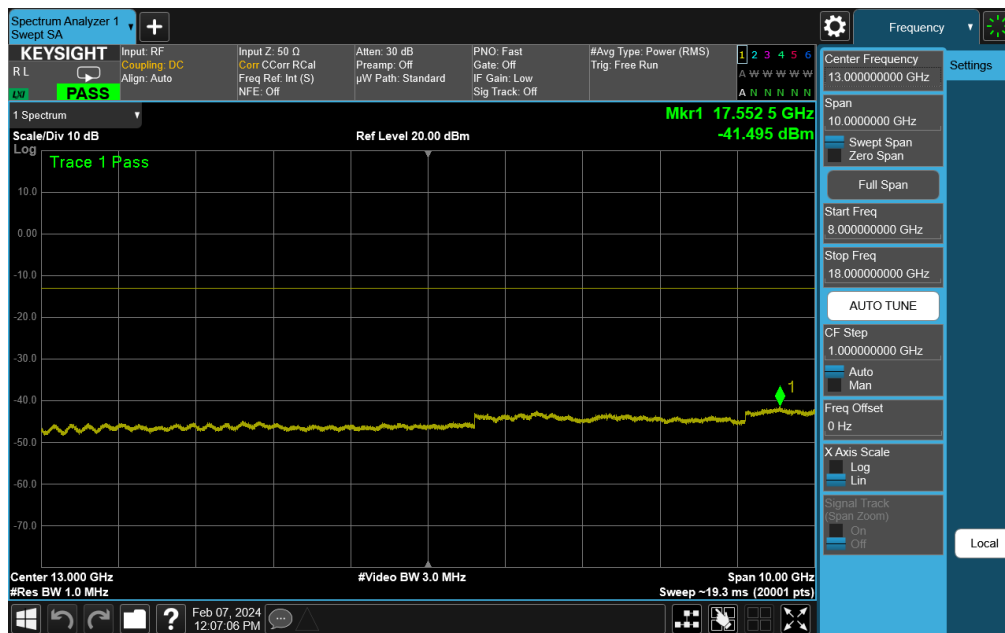 Spectrum Analyzer 1
Swept SA
Frequency
KEYSIGHT
R L
LXI
PASS
Input: RF
Coupling: DC
Align: Auto
Input Z: 50 Ω
Corr CCorr RCal
Freq Ref: Int (S)
NFE: Off
Atten: 30 dB
Preamp: Off
µW Path: Standard
PNO: Fast
Gate: Off
IF Gain: Low
Sig Track: Off
#Avg Type: Power (RMS)
Trig: Free Run
1 2 3 4 5 6
A W W W W W
A N N N N N
1 Spectrum
Scale/Div 10 dB
Log
Ref Level 20.00 dBm
Mkr1 17.552 5 GHz
-41.495 dBm
Trace 1 Pass
10.0
0.00
-10.0
-20.0
-30.0
-40.0
-50.0
-60.0
-70.0
1
Center 13.000 GHz
#Res BW 1.0 MHz
#Video BW 3.0 MHz
Span 10.00 GHz
Sweep ~19.3 ms (20001 pts)
Feb 07, 2024
12:07:06 PM
Center Frequency
13.000000000 GHz
Span
10.0000000 GHz
Swept Span
Zero Span
Full Span
Start Freq
8.000000000 GHz
Stop Freq
18.000000000 GHz
AUTO TUNE
CF Step
1.000000000 GHz
Auto
Man
Freq Offset
0 Hz
X Axis Scale
Log
Lin
Signal Track
(Span Zoom)
On
Off
Settings
Local